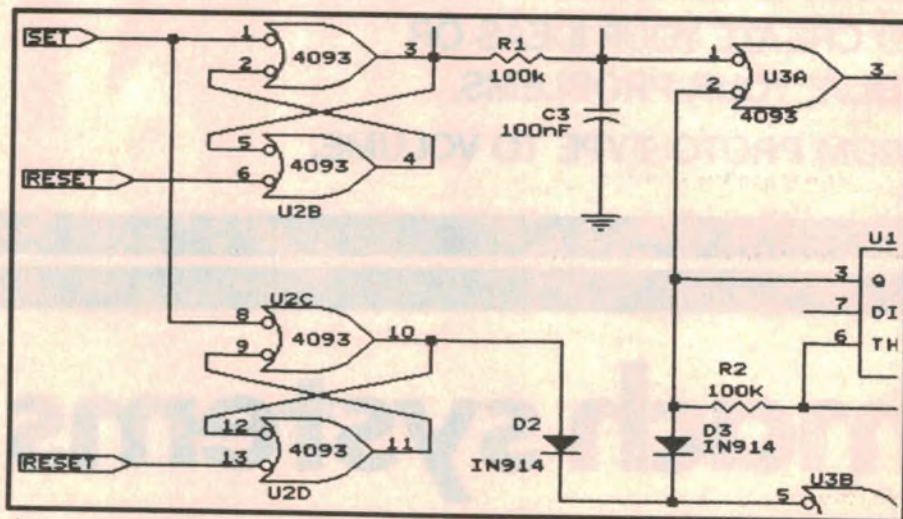 SET
1
2
4093
3
R1
100k
1
2
U3A
4093
3
5
6
4093
4
RESET
U2B
C3
100nF
U1
3
Q
7
DI
6
TH
U2C
8
9
4093
10
R2
100K
12
13
4093
11
RESET
U2D
D2
IN914
D3
IN914
5
U3B